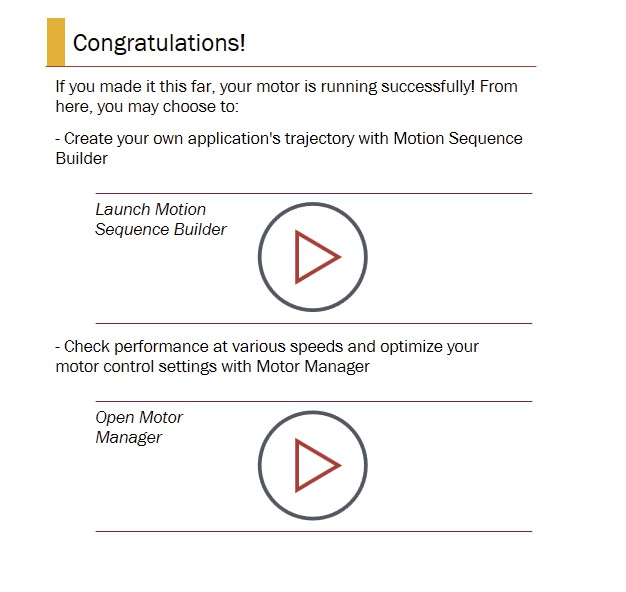 Congratulations!
If you made it this far, your motor is running successfully! From
here, you may choose to:
- Create your own application's trajectory with Motion Sequence
Builder
Launch Motion
Sequence Builder
- Check performance at various speeds and optimize your
motor control settings with Motor Manager
Open Motor
Manager